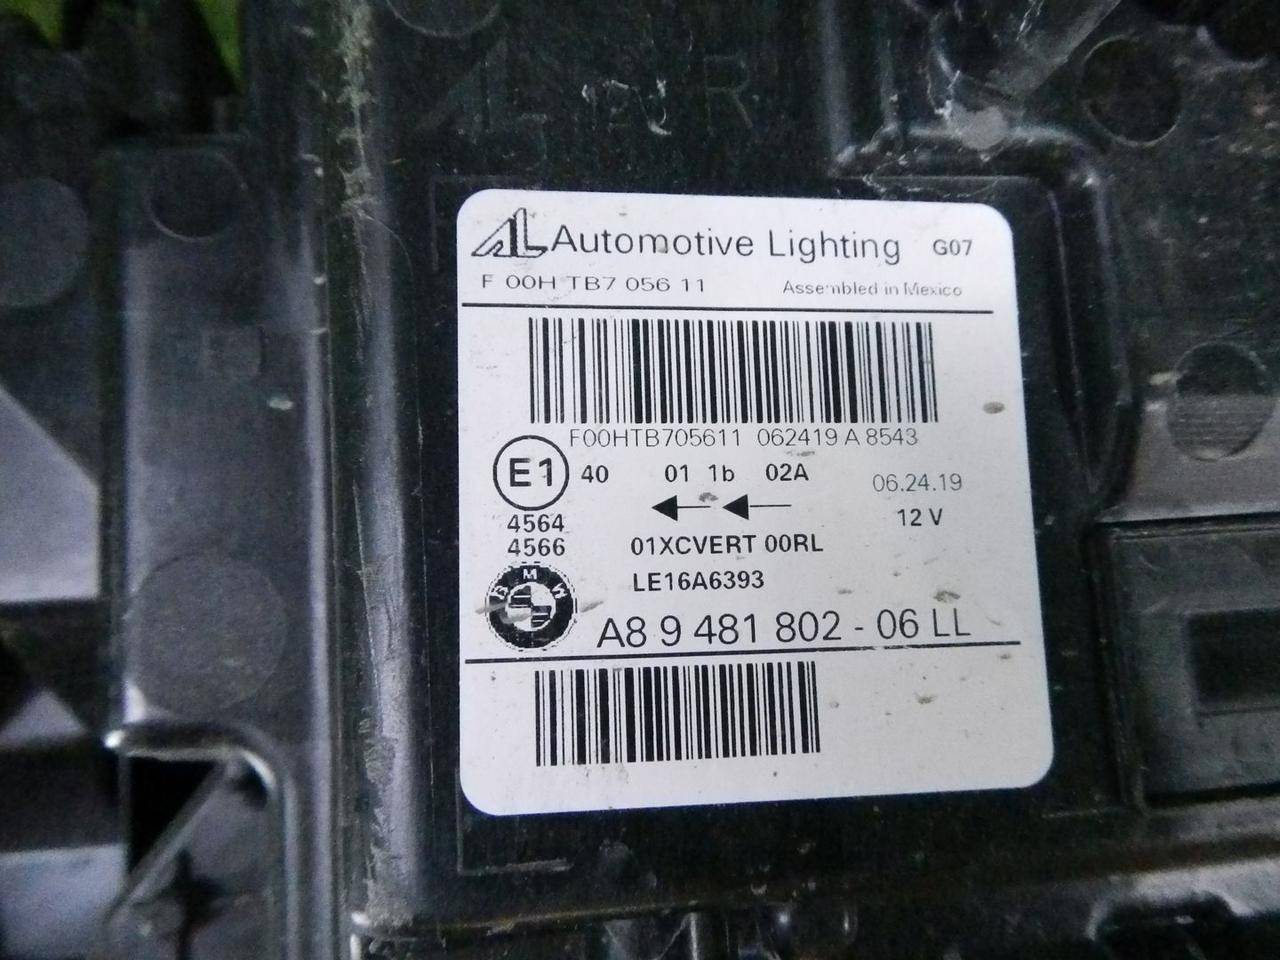 AL Automotive Lighting G07
F 00H TB7 056 11 Assembled in Mexico
F00HTB705611 062419 A 8543
E1 40 01 1b 02A 06.24.19
4564 12 V
4566 01XCVERT 00RL
LE16A6393
BMW
A8 9 481 802 - 06 LL